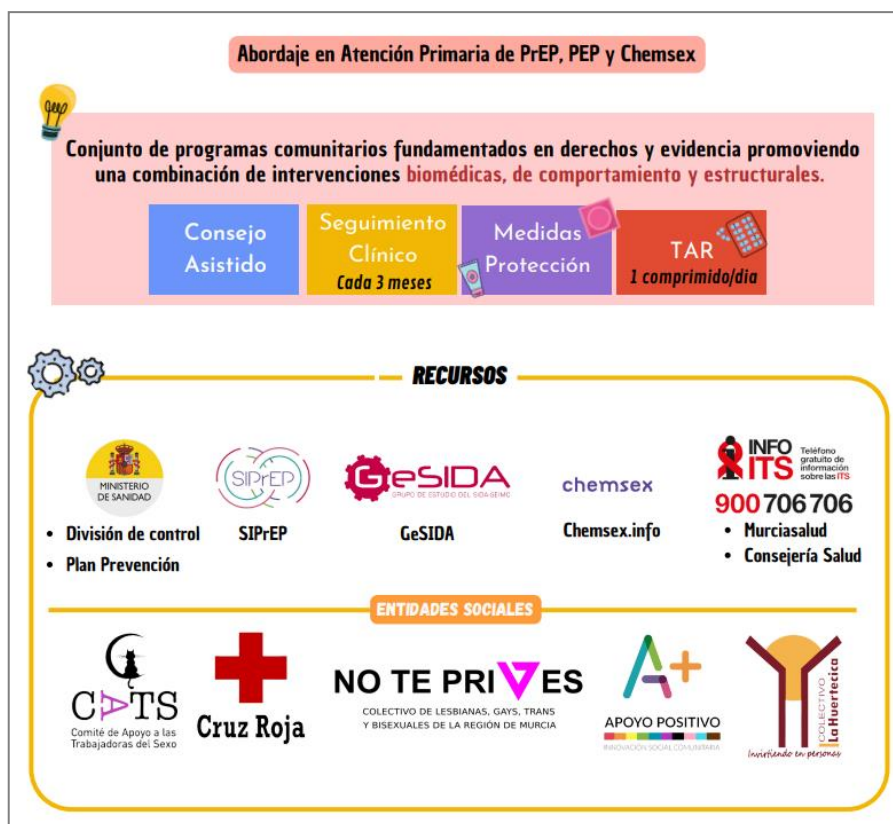 Abordaje en Atención Primaria de PrEP, PEP y Chemsex
Conjunto de programas comunitarios fundamentados en derechos y evidencia promoviendo
una combinación de intervenciones biomédicas, de comportamiento y estructurales.
Consejo
Asistido
Seguimiento
Clínico
Cada 3 meses
Medidas
Protección
TAR
1 comprimido/dia
RECURSOS
MINISTERIO
DE SANIDAD
• División de control
• Plan Prevención
SIPrEP
SIPrEP
GeSIDA
GRUPO DE ESTUDIO DEL SIDA-SEIMC
GeSIDA
chemsex
Chemsex.info
INFO
ITS
Teléfono
gratuito de
información
sobre las ITS
900 706 706
• Murciasalud
• Consejería Salud
ENTIDADES SOCIALES
CATS
Comité de Apoyo a las
Trabajadoras del Sexo
Cruz Roja
NO TE PRIVES
COLECTIVO DE LESBIANAS, GAYS, TRANS
Y BISEXUALES DE LA REGIÓN DE MURCIA
A+
APOYO POSITIVO
INNOVACIÓN SOCIAL COMUNITARIA
COLECTIVO
La Huertecica
Invirtiendo en personas